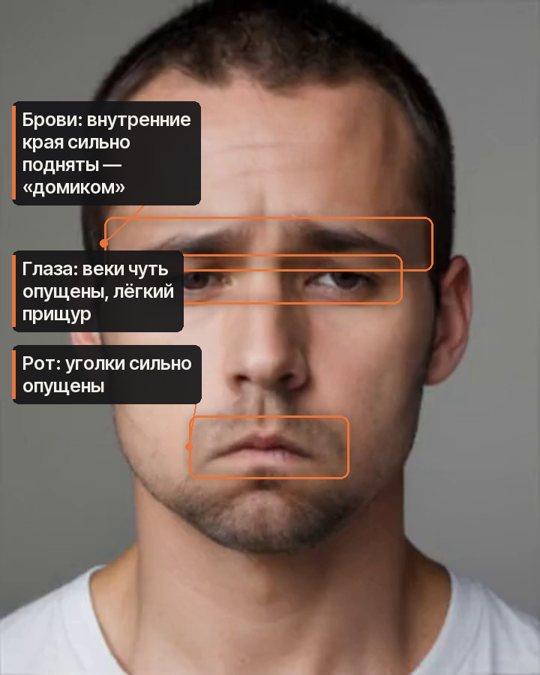 Брови: внутренние
края сильно
подняты —
«домиком»
Глаза: веки чуть
опущены, лёгкий
прищур
Рот: уголки сильно
опущены